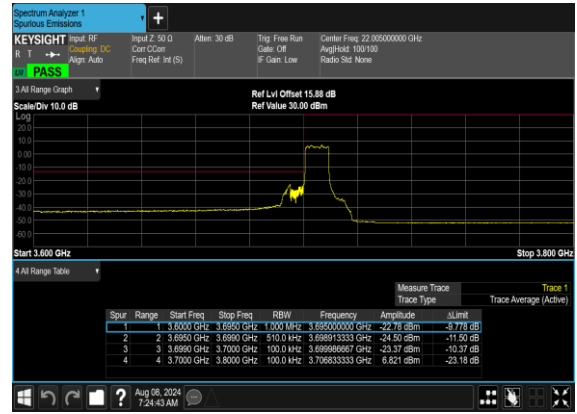 Spectrum Analyzer 1
Spurious Emissions
KEYSIGHT Input: RF Input Z: 50 Ω Atten: 30 dB Trig: Free Run Center Freq: 22.005000000 GHz
R T Coupling: DC Corr CCorr Gate: Off Avg|Hold: 100/100
Align: Auto Freq Ref: Int (S) IF Gain: Low Radio Std: None
PASS
3 All Range Graph
Ref Lvl Offset 15.88 dB
Scale/Div 10.0 dB Ref Value 30.00 dBm
Log
20.0
10.0
0.00
-10.0
-20.0
-30.0
-40.0
-50.0
-60.0
Start 3.600 GHz Stop 3.800 GHz
4 All Range Table
Measure Trace Trace 1
Trace Type Trace Average (Active)
Spur Range Start Freq Stop Freq RBW Frequency Amplitude ΔLimit
1 1 3.6000 GHz 3.6950 GHz 1.000 MHz 3.695000000 GHz -22.78 dBm -9.778 dB
2 2 3.6950 GHz 3.6990 GHz 510.0 kHz 3.698913333 GHz -24.50 dBm -11.50 dB
3 3 3.6990 GHz 3.7000 GHz 100.0 kHz 3.699986667 GHz -23.37 dBm -10.37 dB
4 4 3.7000 GHz 3.8000 GHz 100.0 kHz 3.706833333 GHz 6.821 dBm -23.18 dB
? Aug 08, 2024
7:24:43 AM